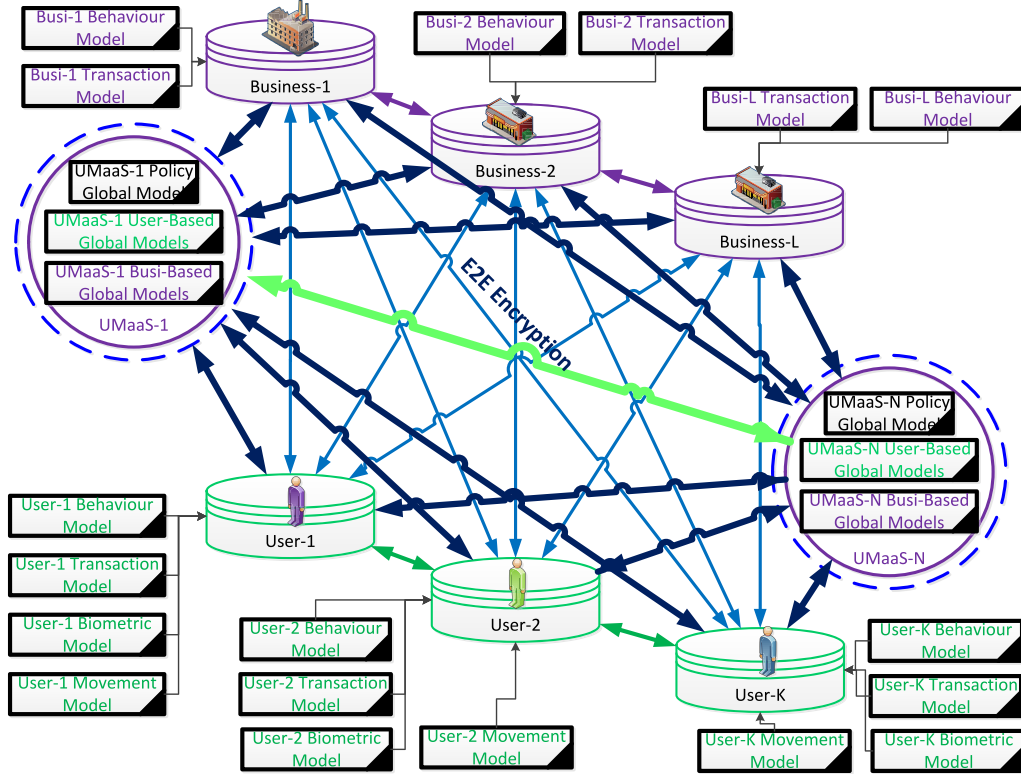 Busi-1 Behaviour
Model
Busi-1 Transaction
Model
Business-1
Busi-2 Behaviour
Model
Busi-2 Transaction
Model
Business-2
Busi-L Transaction
Model
Busi-L Behaviour
Model
Business-L
UMaaS-1 Policy
Global Model
UMaaS-1 User-Based
Global Models
UMaaS-1 Busi-Based
Global Models
UMaaS-1
E2E Encryption
UMaaS-N Policy
Global Model
UMaaS-N User-Based
Global Models
UMaaS-N Busi-Based
Global Models
UMaaS-N
User-1
User-1 Behaviour
Model
User-1 Transaction
Model
User-1 Biometric
Model
User-1 Movement
Model
User-2
User-2 Behaviour
Model
User-2 Transaction
Model
User-2 Biometric
Model
User-2 Movement
Model
User-K
User-K Behaviour
Model
User-K Transaction
Model
User-K Movement
Model
User-K Biometric
Model